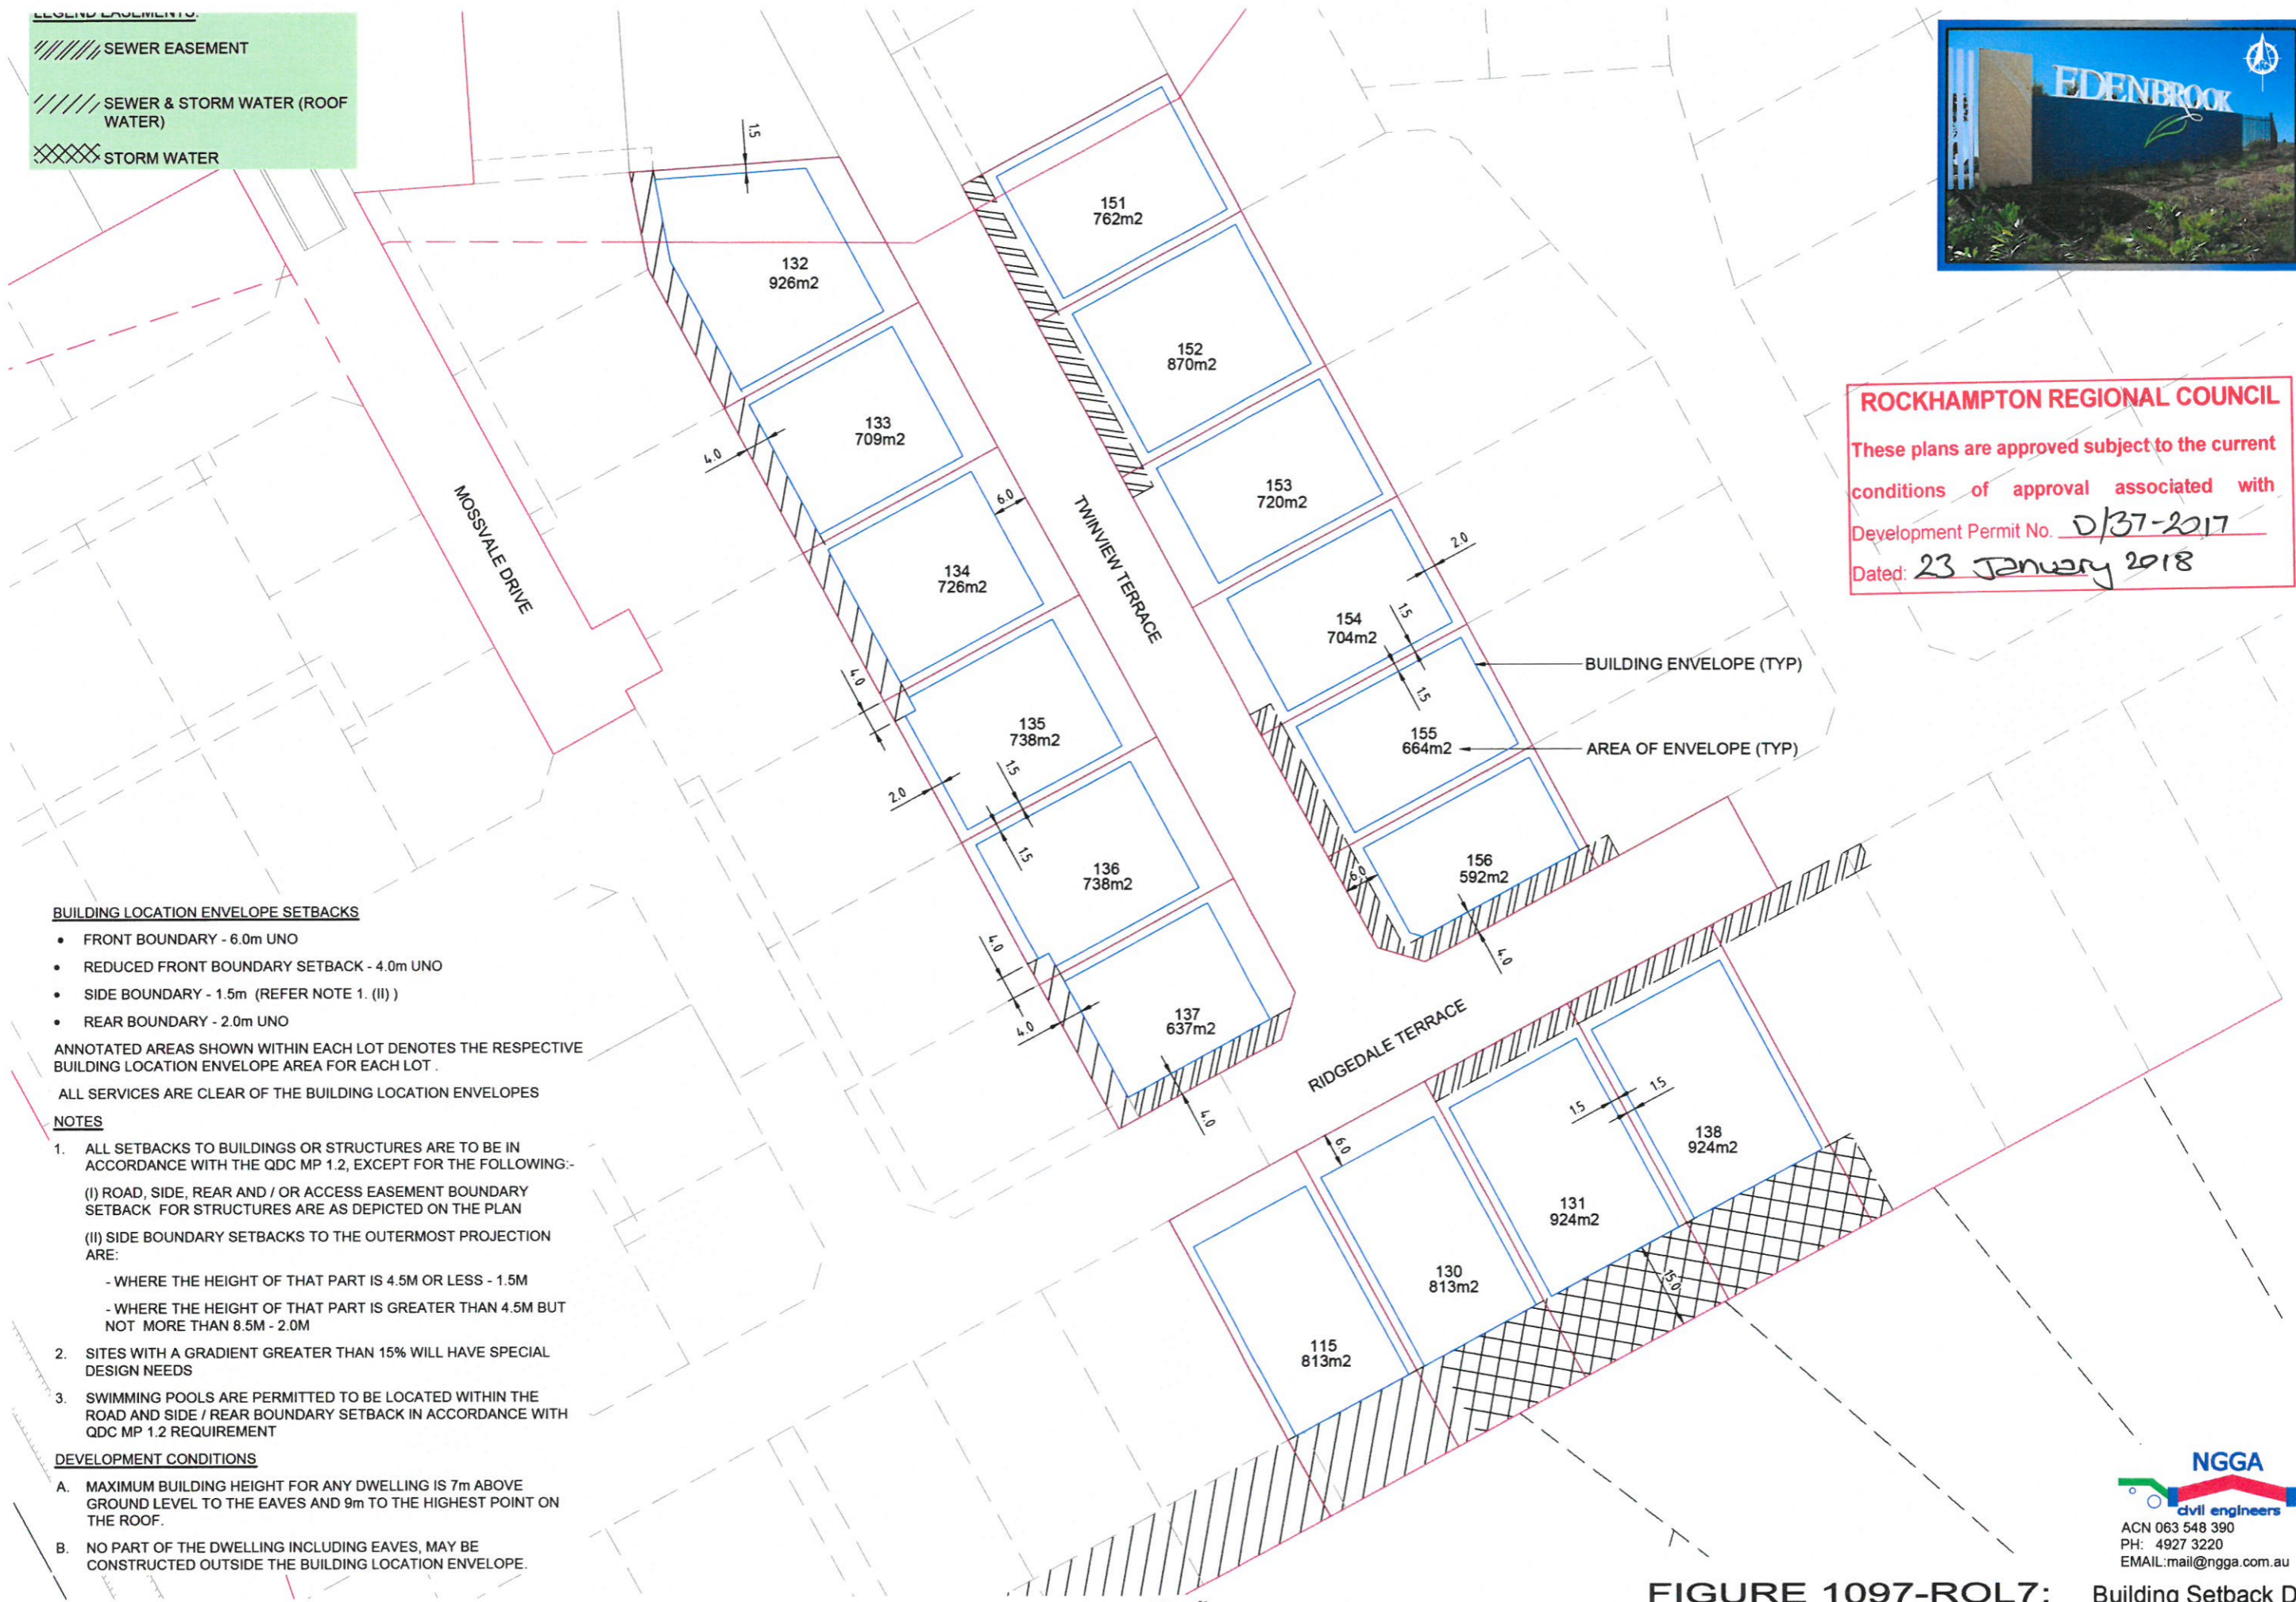 LEGEND EASEMENTS:
SEWER EASEMENT
SEWER & STORM WATER (ROOF
WATER)
STORM WATER
EDENBROOK
ROCKHAMPTON REGIONAL COUNCIL
These plans are approved subject to the current
conditions of approval associated with
Development Permit No. D/37-2017
Dated: 23 January 2018
1.5
151
762m2
132
926m2
152
870m2
133
709m2
4.0
6.0
153
720m2
MOSSVALE DRIVE
TWINVIEW TERRACE
134
726m2
2.0
154
704m2
1.5
1.5
BUILDING ENVELOPE (TYP)
4.0
135
738m2
155
664m2
AREA OF ENVELOPE (TYP)
2.0
1.5
1.5
136
738m2
156
592m2
6.0
4.0
4.0
4.0
137
637m2
4.0
RIDGEDALE TERRACE
6.0
1.5
1.5
138
924m2
131
924m2
130
813m2
15.0
115
813m2
BUILDING LOCATION ENVELOPE SETBACKS
• FRONT BOUNDARY - 6.0m UNO
• REDUCED FRONT BOUNDARY SETBACK - 4.0m UNO
• SIDE BOUNDARY - 1.5m (REFER NOTE 1. (II) )
• REAR BOUNDARY - 2.0m UNO
ANNOTATED AREAS SHOWN WITHIN EACH LOT DENOTES THE RESPECTIVE
BUILDING LOCATION ENVELOPE AREA FOR EACH LOT .
ALL SERVICES ARE CLEAR OF THE BUILDING LOCATION ENVELOPES
NOTES
1. ALL SETBACKS TO BUILDINGS OR STRUCTURES ARE TO BE IN
ACCORDANCE WITH THE QDC MP 1.2, EXCEPT FOR THE FOLLOWING:-
(I) ROAD, SIDE, REAR AND / OR ACCESS EASEMENT BOUNDARY
SETBACK FOR STRUCTURES ARE AS DEPICTED ON THE PLAN
(II) SIDE BOUNDARY SETBACKS TO THE OUTERMOST PROJECTION
ARE:
- WHERE THE HEIGHT OF THAT PART IS 4.5M OR LESS - 1.5M
- WHERE THE HEIGHT OF THAT PART IS GREATER THAN 4.5M BUT
NOT MORE THAN 8.5M - 2.0M
2. SITES WITH A GRADIENT GREATER THAN 15% WILL HAVE SPECIAL
DESIGN NEEDS
3. SWIMMING POOLS ARE PERMITTED TO BE LOCATED WITHIN THE
ROAD AND SIDE / REAR BOUNDARY SETBACK IN ACCORDANCE WITH
QDC MP 1.2 REQUIREMENT
DEVELOPMENT CONDITIONS
A. MAXIMUM BUILDING HEIGHT FOR ANY DWELLING IS 7m ABOVE
GROUND LEVEL TO THE EAVES AND 9m TO THE HIGHEST POINT ON
THE ROOF.
B. NO PART OF THE DWELLING INCLUDING EAVES, MAY BE
CONSTRUCTED OUTSIDE THE BUILDING LOCATION ENVELOPE.
NGGA
civil engineers
ACN 063 548 390
PH: 4927 3220
EMAIL:mail@ngga.com.au
FIGURE 1097-ROL7: Building Setback D